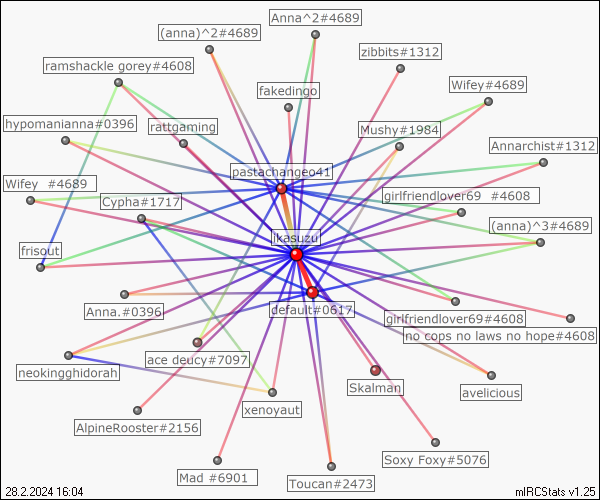 Anna^2#4689
(anna)^2#4689
zibbits#1312
ramshackle gorey#4608
Wifey#4689
fakedingo
hypomanianna#0396
rattgaming
Mushy#1984
Annarchist#1312
pastachangeo41
Wifey  #4689
Cypha#1717
girlfriendlover69  #4608
(anna)^3#4689
ikasuzu
frisout
Anna.#0396
default#0617
girlfriendlover69#4608
no cops no laws no hope#4608
ace deucy#7097
neokingghidorah
Skalman
avelicious
xenoyaut
AlpineRooster#2156
Soxy Foxy#5076
Mad #6901
Toucan#2473
28.2.2024 16:04
mIRCStats v1.25